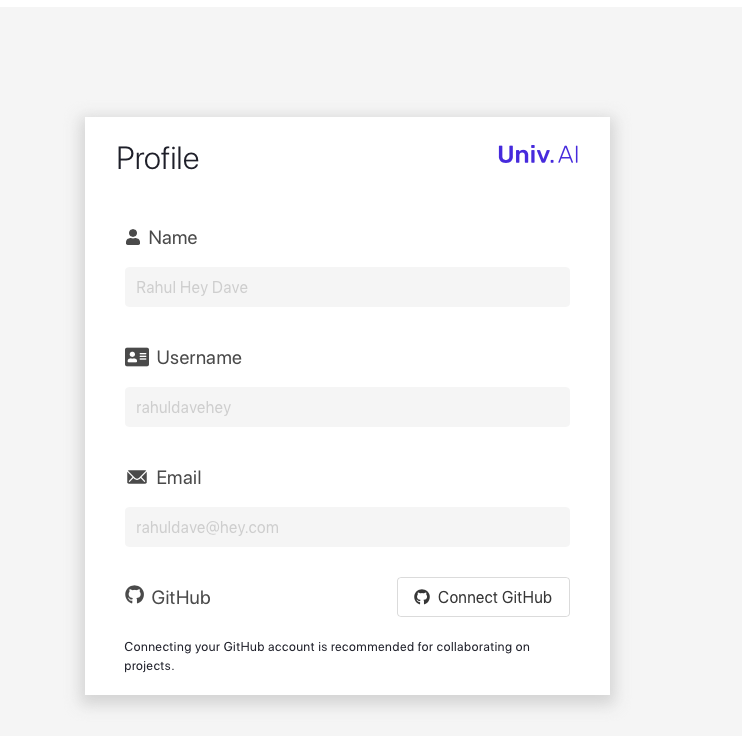 Profile
Univ.AI
Name
Rahul Hey Dave
Username
rahuldavehey
Email
rahuldave@hey.com
GitHub
Connect GitHub
Connecting your GitHub account is recommended for collaborating on
projects.